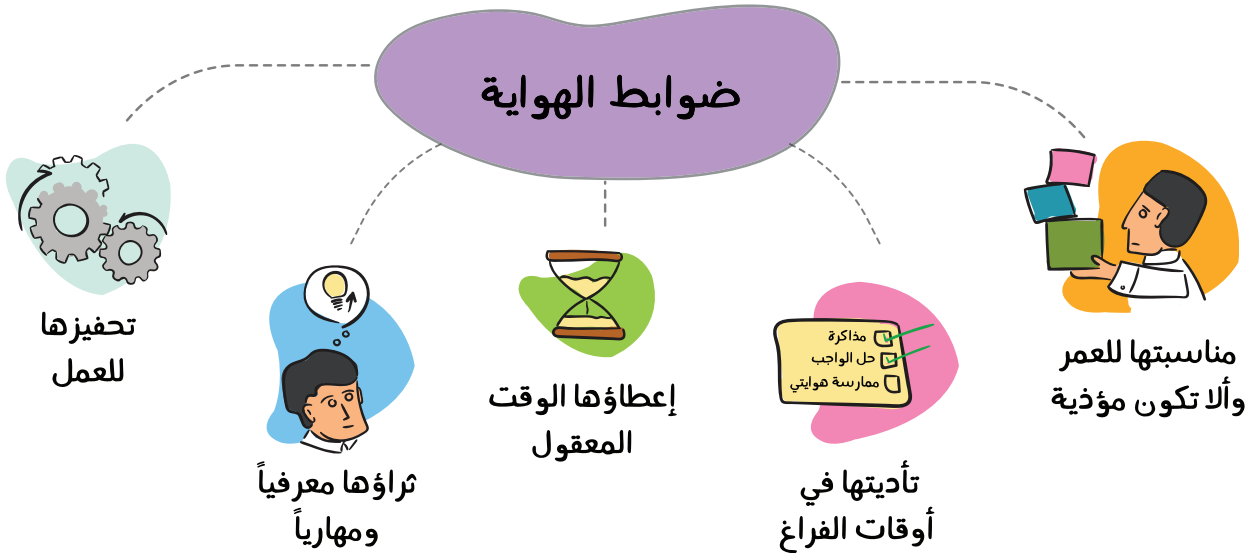 ضوابط الهواية
مناسبتها للعمر
وألا تكون مؤذية
مذاكرة
حل الواجب
ممارسة هوايتي
تأديتها في
أوقات الفراغ
إعطاؤها الوقت
المعقول
ثراؤها معرفياً
ومهارياً
تحفيزها
للعمل